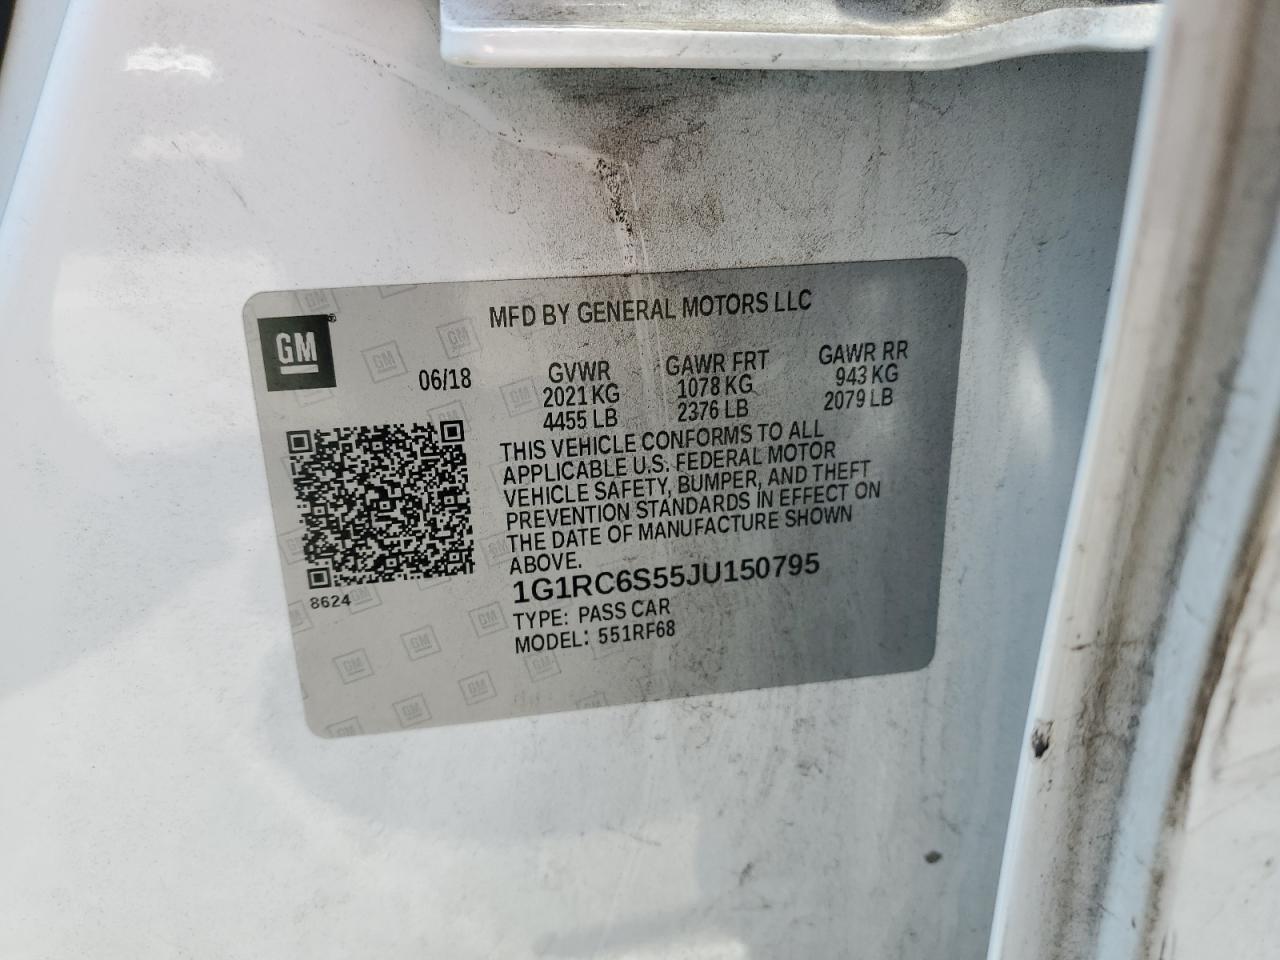 MFD BY GENERAL MOTORS LLC
GM®
06/18
GVWR
2021 KG
4455 LB
GAWR FRT
1078 KG
2376 LB
GAWR RR
943 KG
2079 LB
THIS VEHICLE CONFORMS TO ALL
APPLICABLE U.S. FEDERAL MOTOR
VEHICLE SAFETY, BUMPER, AND THEFT
PREVENTION STANDARDS IN EFFECT ON
THE DATE OF MANUFACTURE SHOWN
ABOVE.
8624
1G1RC6S55JU150795
TYPE: PASS CAR
MODEL: 551RF68